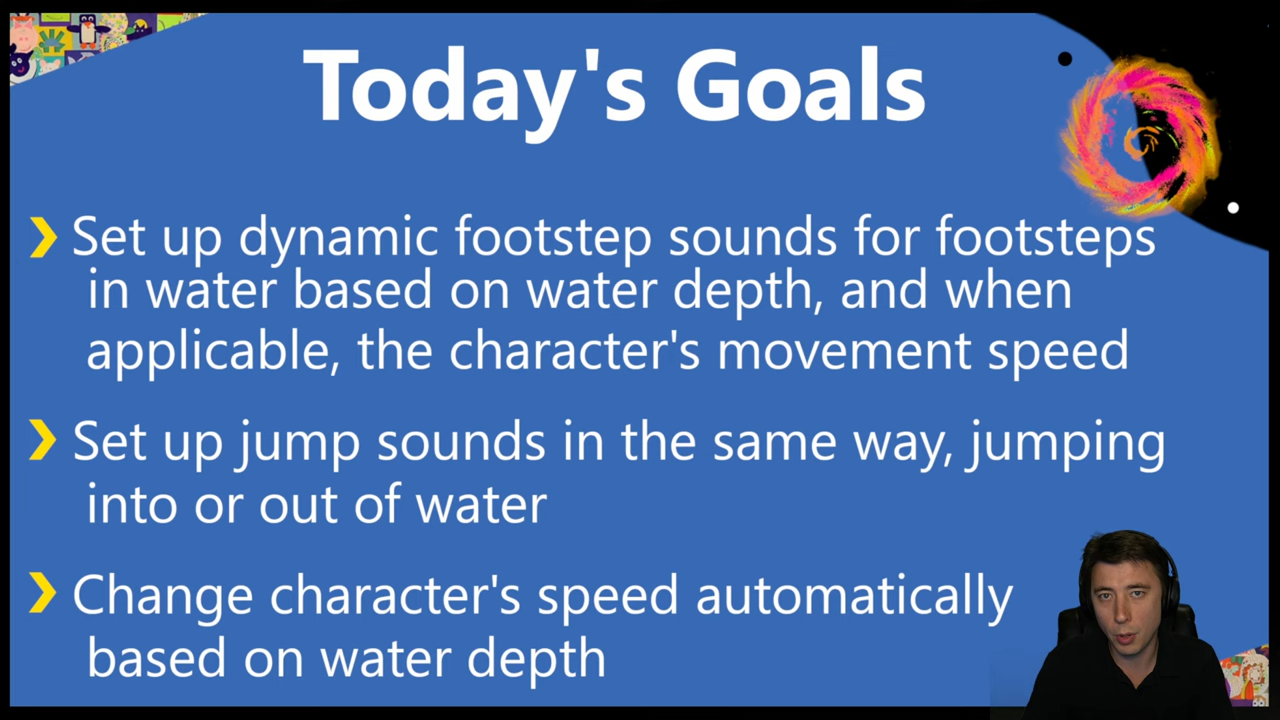 Today's Goals
Set up dynamic footstep sounds for footsteps
in water based on water depth, and when
applicable, the character's movement speed
Set up jump sounds in the same way, jumping
into or out of water
Change character's speed automatically
based on water depth